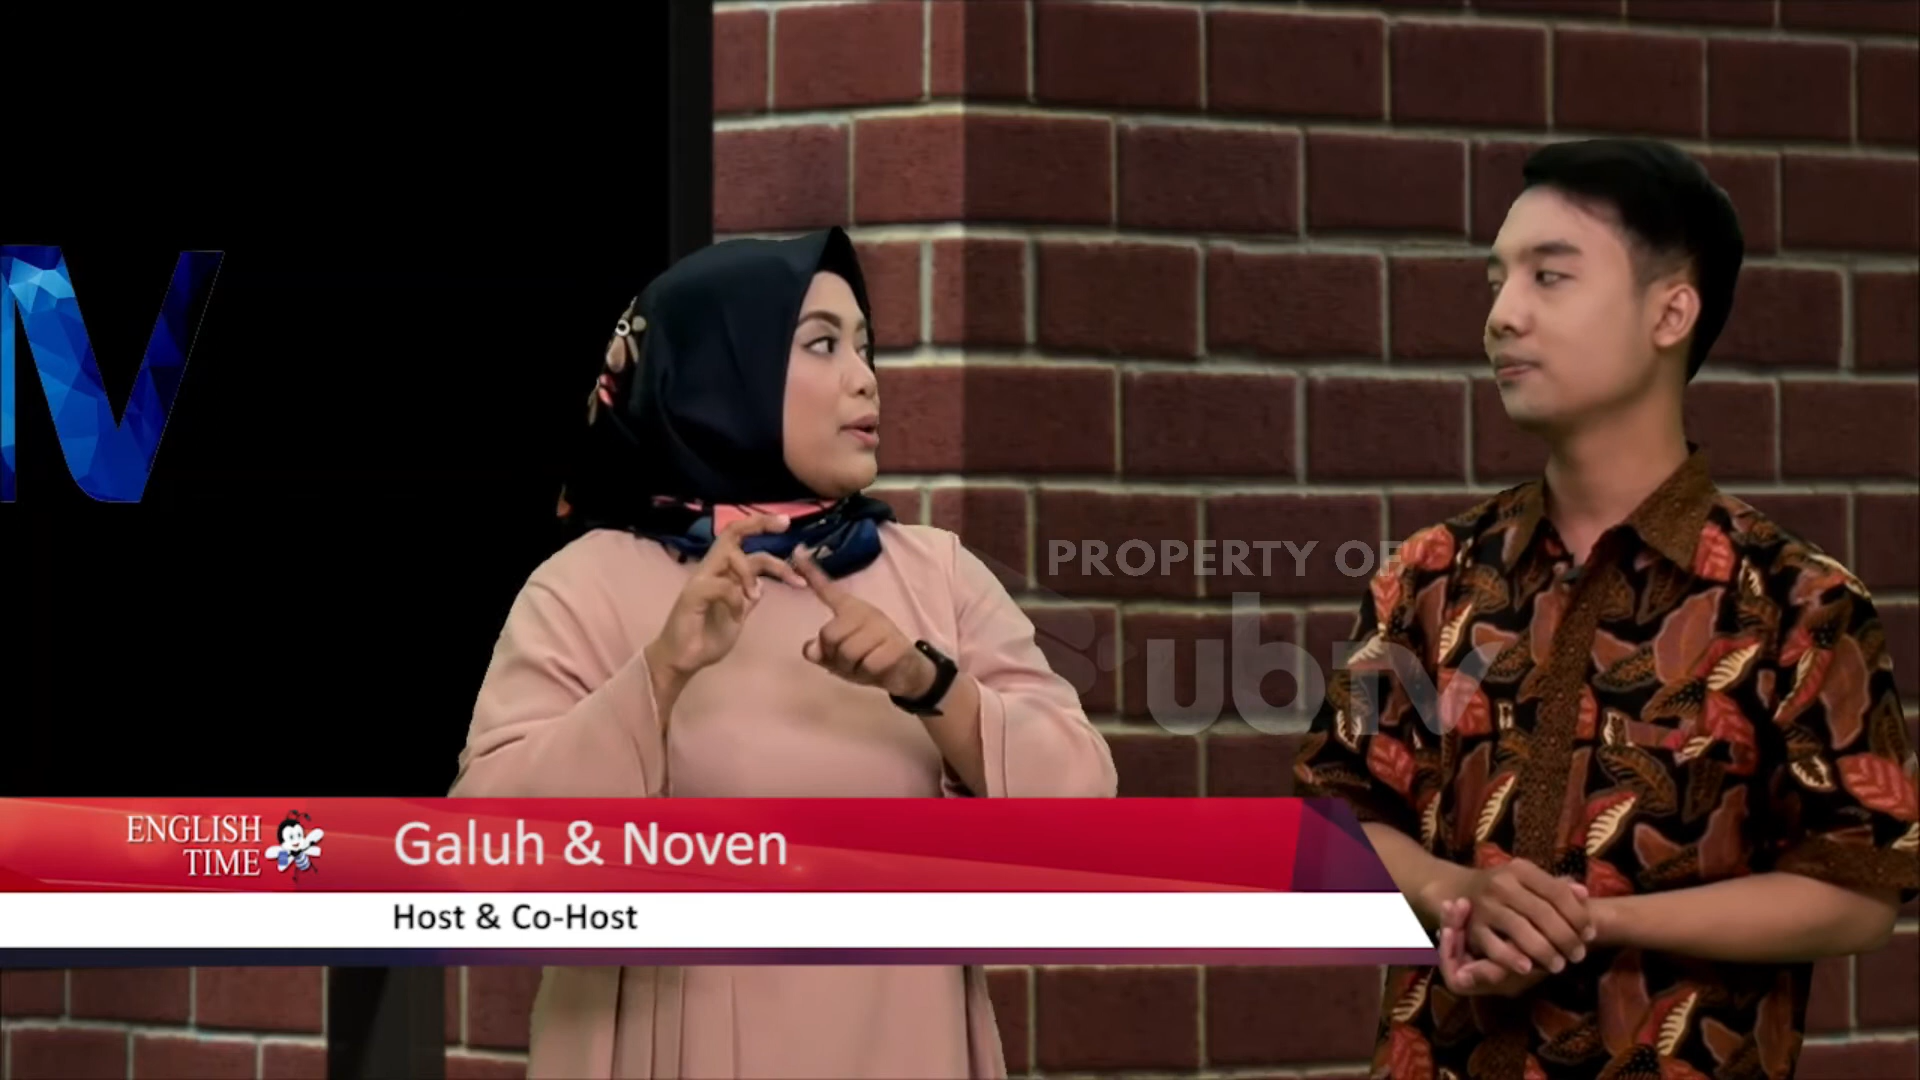 V
PROPERTY OF
ubtv
ENGLISH
TIME
Galuh & Noven
Host & Co-Host